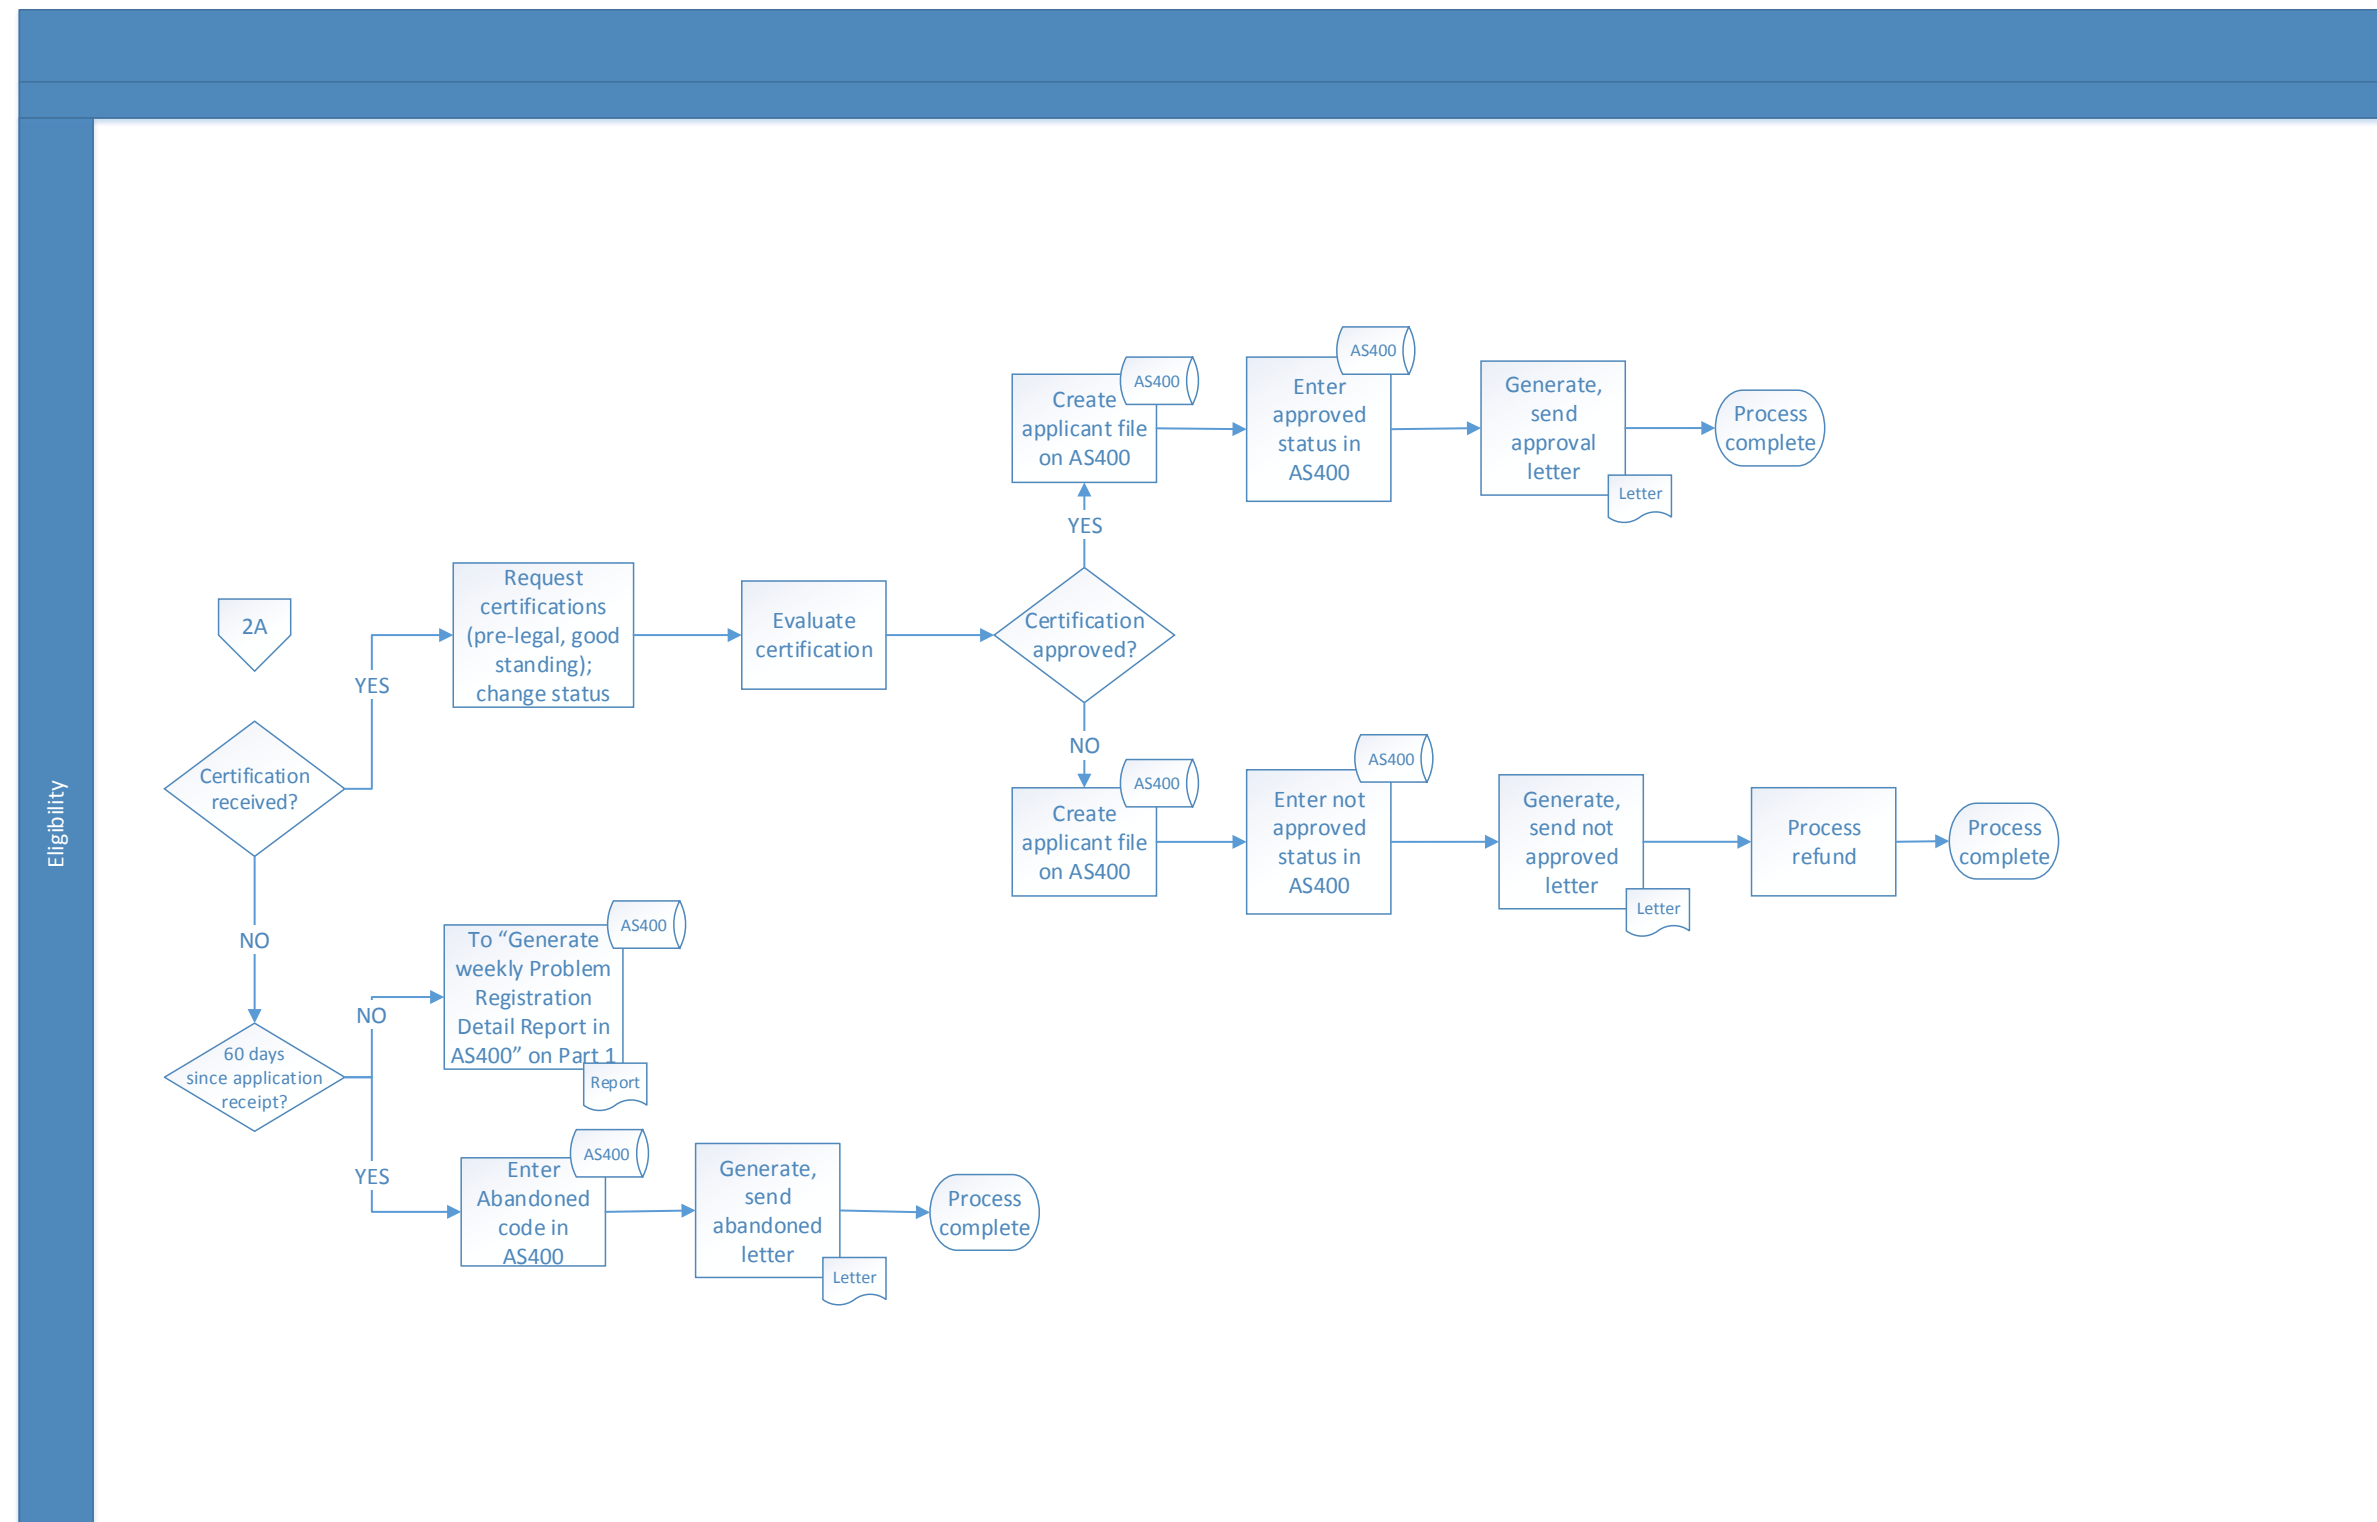 Eligibility
2A
Certification
received?
YES
Request
certifications
(pre-legal, good
standing);
change status
Evaluate
certification
Certification
approved?
YES
Create
applicant file
on AS400
AS400
Enter
approved
status in
AS400
AS400
Generate,
send
approval
letter
Letter
Process
complete
NO
Create
applicant file
on AS400
AS400
Enter not
approved
status in
AS400
AS400
Generate,
send not
approved
letter
Letter
Process
refund
Process
complete
NO
60 days
since application
receipt?
NO
To “Generate
weekly Problem
Registration
Detail Report in
AS400” on Part 1
AS400
Report
YES
Enter
Abandoned
code in
AS400
AS400
Generate,
send
abandoned
letter
Letter
Process
complete